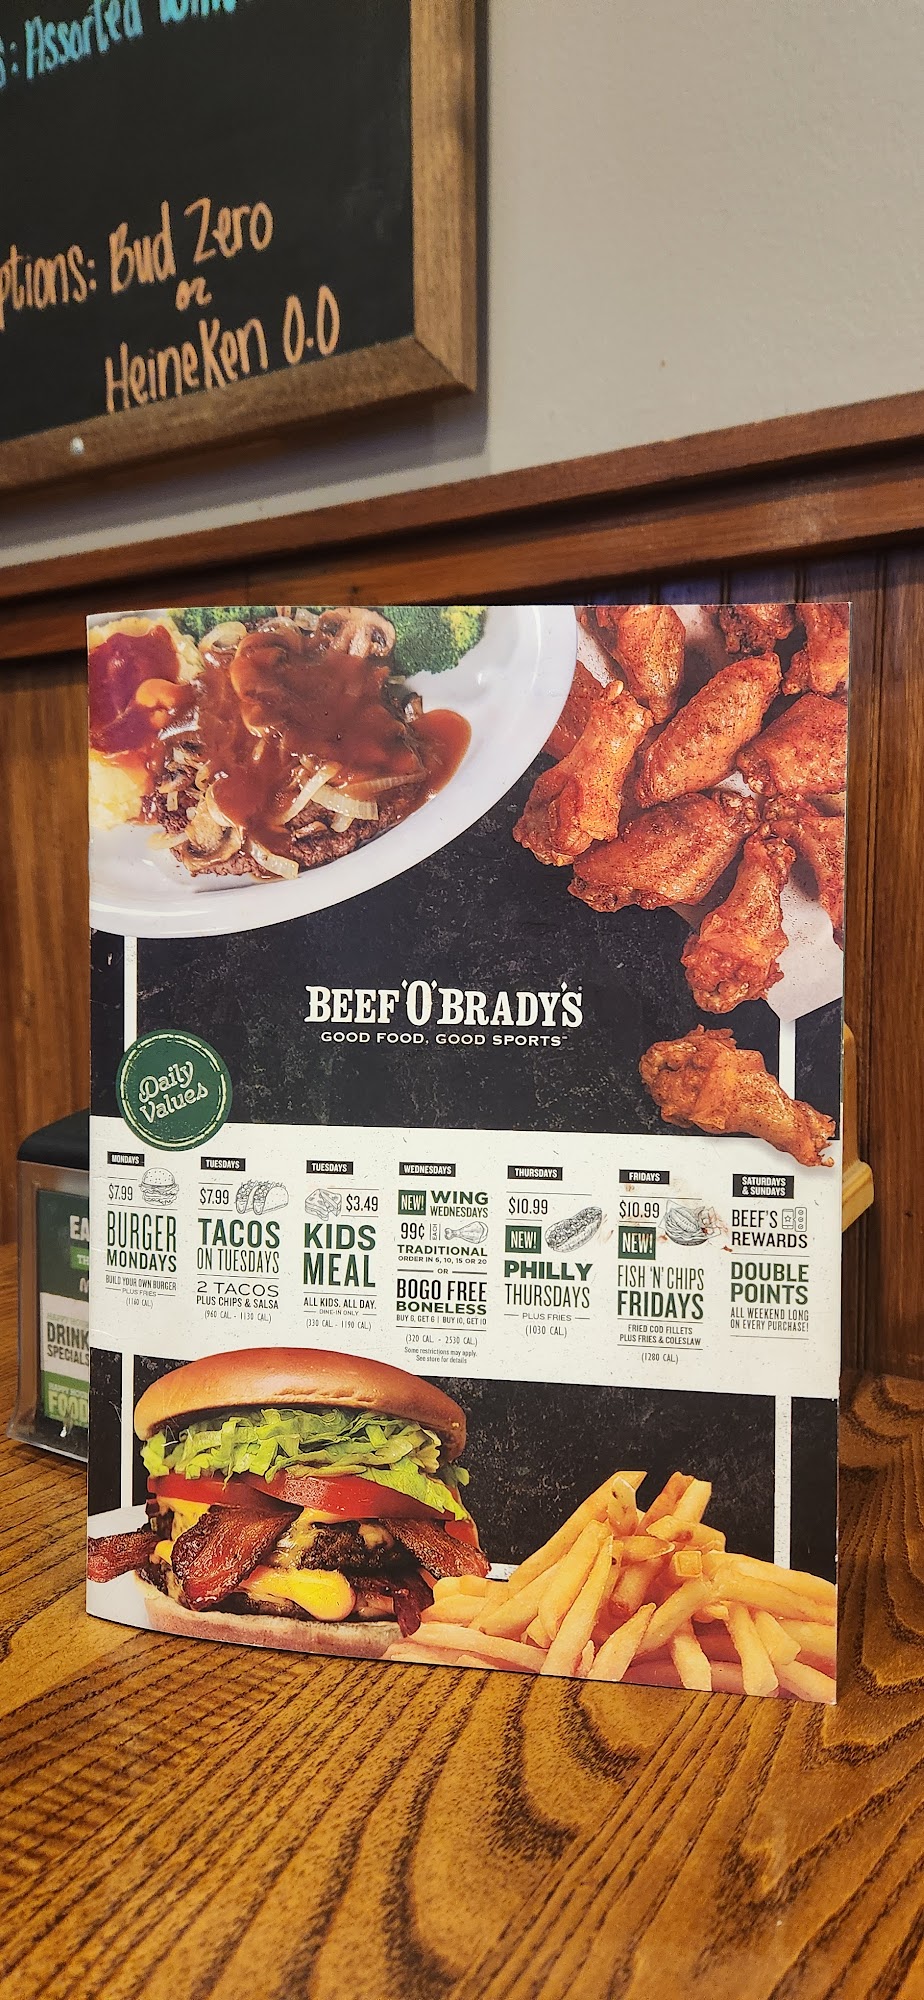 Assorted
Bud Zero
or
HeineKen 0.0
BEEF 'O' BRADY'S
GOOD FOOD, GOOD SPORTS
Daily
Values
MONDAYS
$7.99
BURGER
MONDAYS
BUILD YOUR OWN BURGER
PLUS FRIES
(1160 CAL.)
TUESDAYS
$7.99
TACOS
ON TUESDAYS
2 TACOS
PLUS CHIPS & SALSA
(960 CAL. - 1130 CAL.)
TUESDAYS
$3.49
KIDS
MEAL
ALL KIDS. ALL DAY.
DINE-IN ONLY
(330 CAL. - 1190 CAL.)
WEDNESDAYS
NEW! WING
WEDNESDAYS
99¢
TRADITIONAL
ORDER IN 5, 10, 15 OR 20
OR
BOGO FREE
BONELESS
BUY 6, GET 6 | BUY 10, GET 10
(320 CAL. - 2530 CAL.)
Some restrictions may apply.
See store for details
THURSDAYS
$10.99
NEW!
PHILLY
THURSDAYS
PLUS FRIES
(1030 CAL.)
FRIDAYS
$10.99
NEW!
FISH 'N' CHIPS
FRIDAYS
FRIED COD FILLETS
PLUS FRIES & COLESLAW
(1280 CAL.)
SATURDAYS
& SUNDAYS
BEEF'S
REWARDS
DOUBLE
POINTS
ALL WEEKEND LONG
ON EVERY PURCHASE!
DRINK
SPECIALS
FOOD